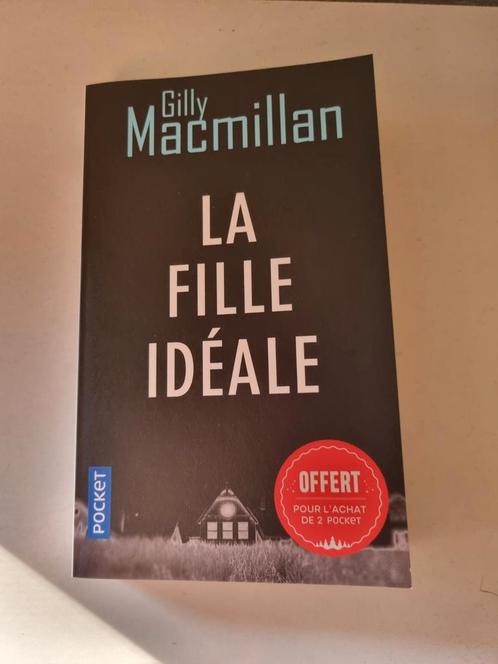 Gilly
Macmillan
LA
FILLE
IDÉALE
POCKET
OFFERT
POUR L'ACHAT
DE 2 POCKET